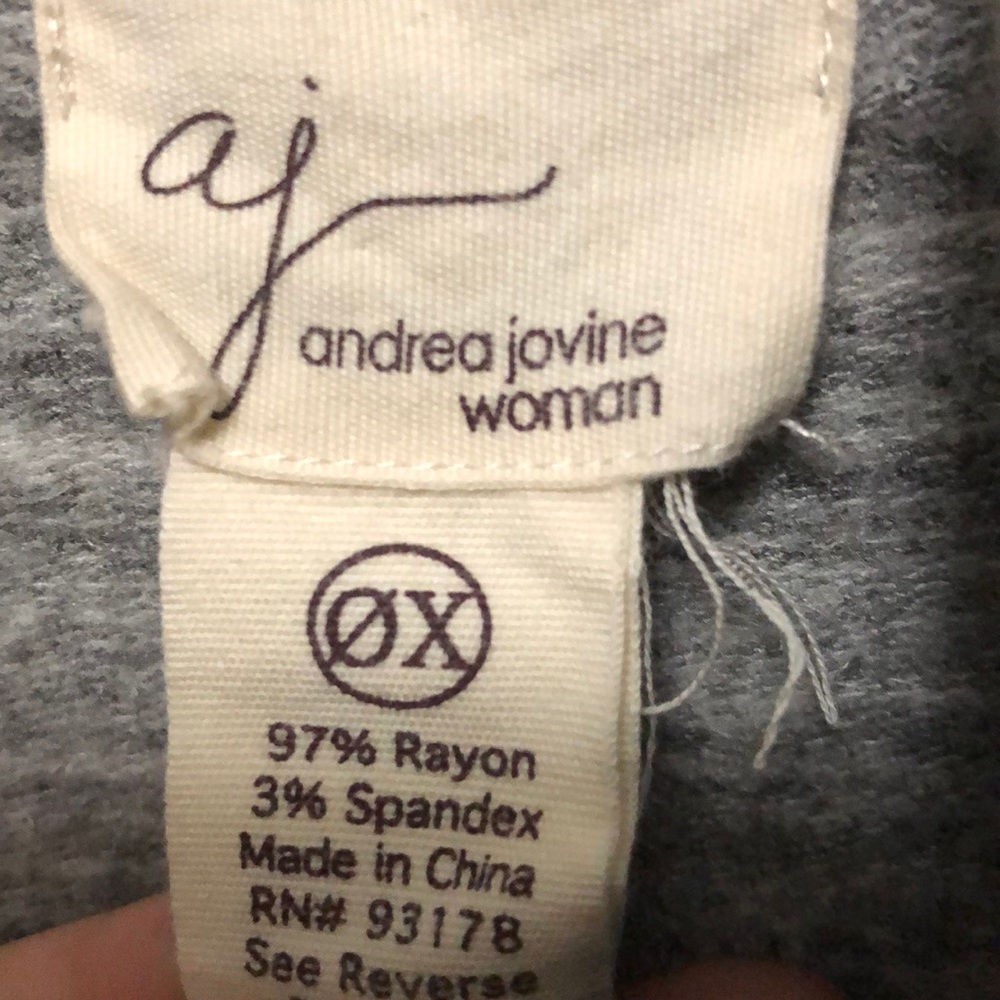 aj
andrea jovine
woman
ØX
97% Rayon
3% Spandex
Made in China
RN# 93178
See Reverse